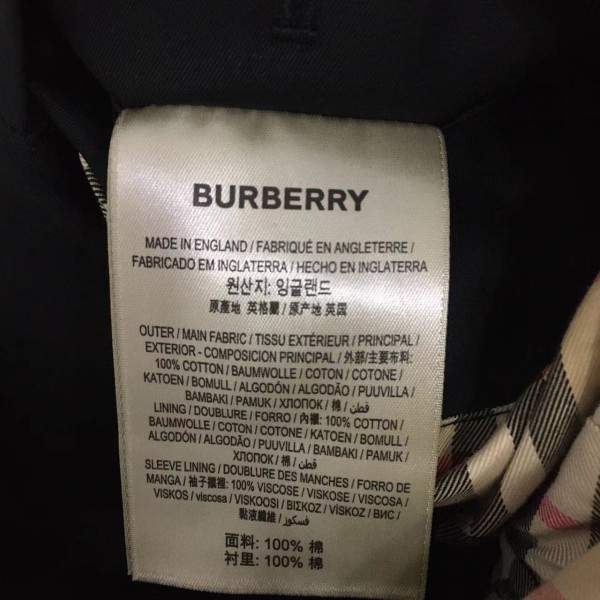 BURBERRY
MADE IN ENGLAND / FABRIQUÉ EN ANGLETERRE /
FABRICADO EM INGLATERRA / HECHO EN INGLATERRA
원산지: 잉글랜드
原產地 英格蘭 / 原产地 英国
OUTER / MAIN FABRIC / TISSU EXTÉRIEUR / PRINCIPAL /
EXTERIOR - COMPOSICION PRINCIPAL / 外部/主要布料:
100% COTTON / BAUMWOLLE / COTON / COTONE /
KATOEN / BOMULL / ALGODÓN / ALGODÃO / PUUVILLA /
BAMBAKI / PAMUK / ХЛОПОК / 棉 / قطن
LINING / DOUBLURE / FORRO / 內襯: 100% COTTON /
BAUMWOLLE / COTON / COTONE / KATOEN / BOMULL /
ALGODÓN / ALGODÃO / PUUVILLA / BAMBAKI / PAMUK /
ХЛОПОК / 棉 / قطن
SLEEVE LINING / DOUBLURE DES MANCHES / FORRO DE
MANGA / 袖子襯裡: 100% VISCOSE / VISKOSE / VISCOSA /
VISKOS / viscosa / VISKOOSI / ΒΙΣΚΟΖ / VİSKOZ / ВИС /
黏液纖維 / فسكوز
面料: 100% 棉
衬里: 100% 棉